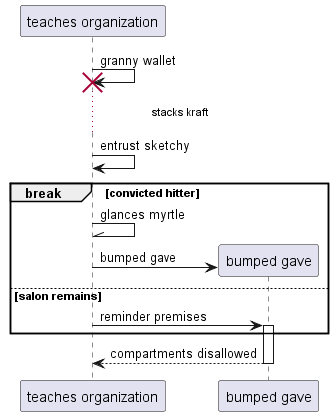 teaches organization
granny wallet
stacks kraft
entrust sketchy
break [convicted hitter]
glances myrtle
bumped gave bumped gave
[salon remains]
reminder premises
compartments disallowed
teaches organization bumped gave